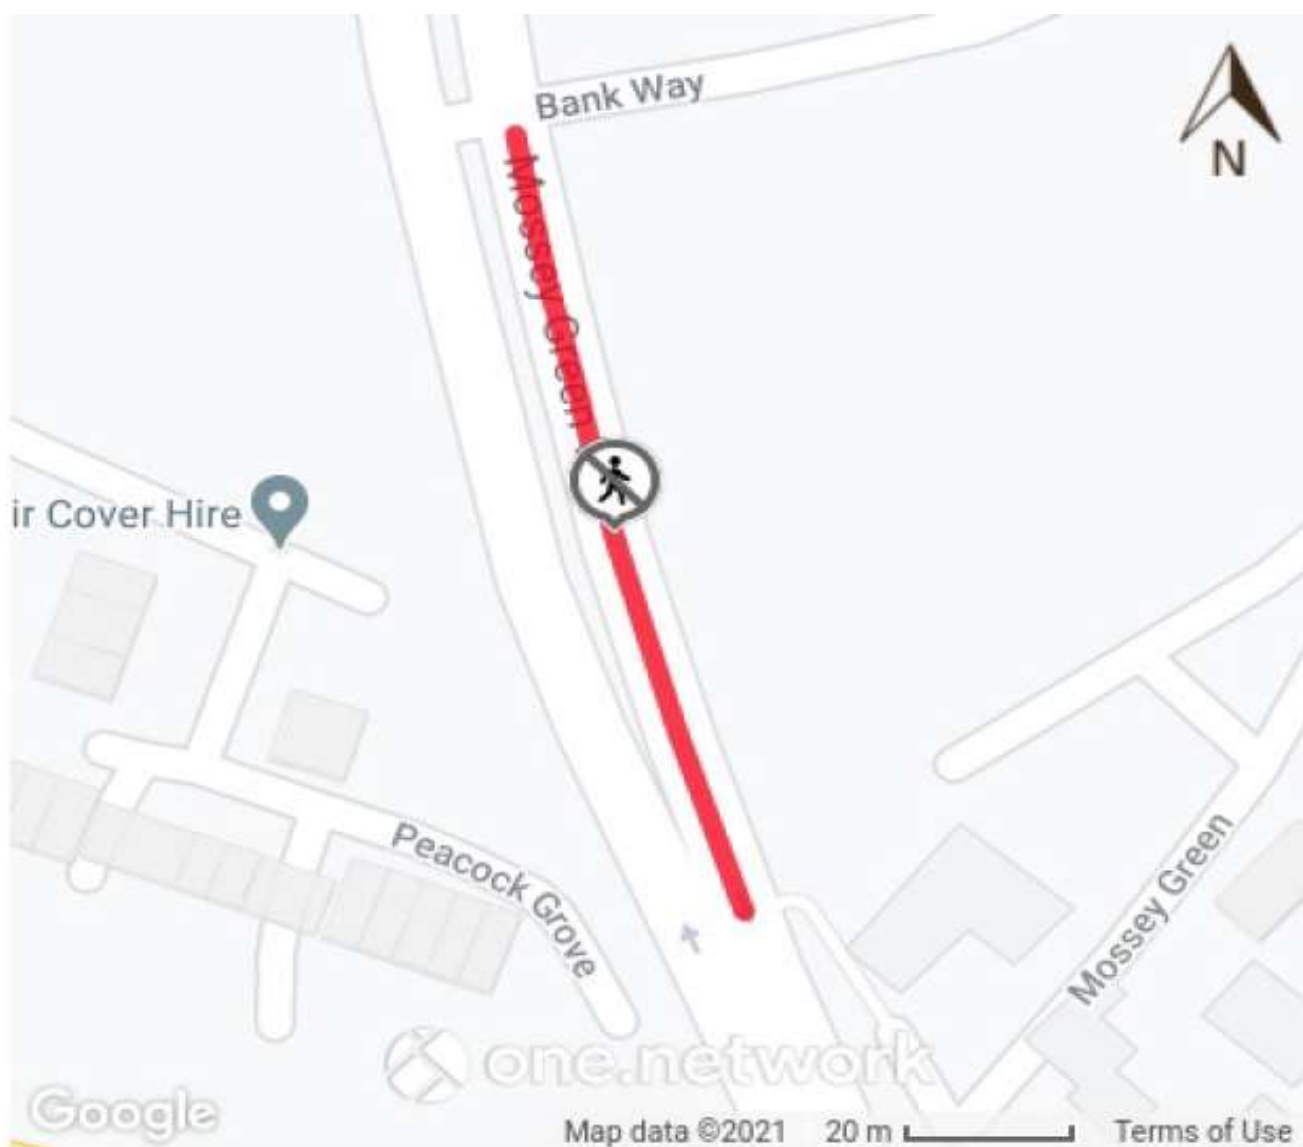 Bank Way
N
Mossey Green
ir Cover Hire
Peacock Grove
Mossey Green
one.network
Google
Map data ©2021 20 m Terms of Use